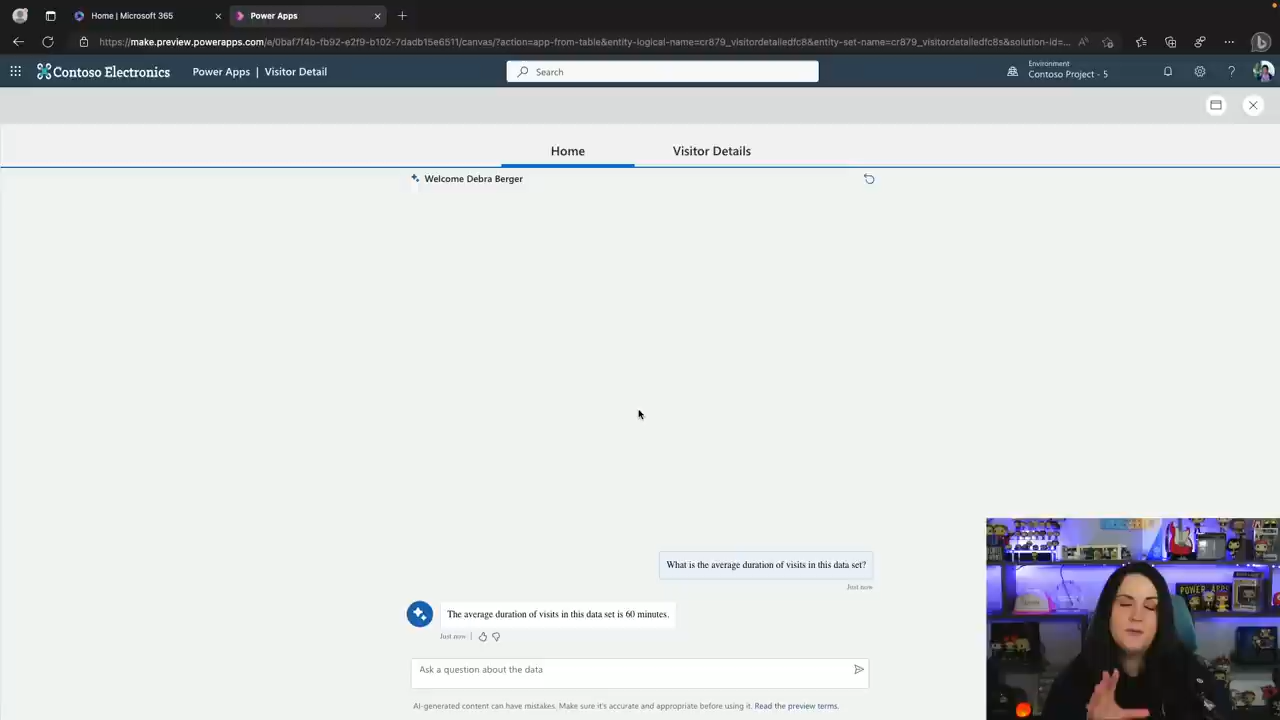 Home | Microsoft 365
Power Apps
https://make.preview.powerapps.com/e/0baf7f4b-fb92-e2f9-b102-7dadb15e6511/canvas/?action=app-from-table&entity-logical-name=cr879_visitordetailedfc8&entity-set-name=cr879_visitordetailedfc8s&solution-id=...
Contoso Electronics
Power Apps | Visitor Detail
Search
Environment
Contoso Project - 5
Home
Visitor Details
Welcome Debra Berger
What is the average duration of visits in this data set?
Just now
The average duration of visits in this data set is 60 minutes.
Just now
Ask a question about the data
AI-generated content can have mistakes. Make sure it's accurate and appropriate before using it. Read the preview terms.
POWER APPS